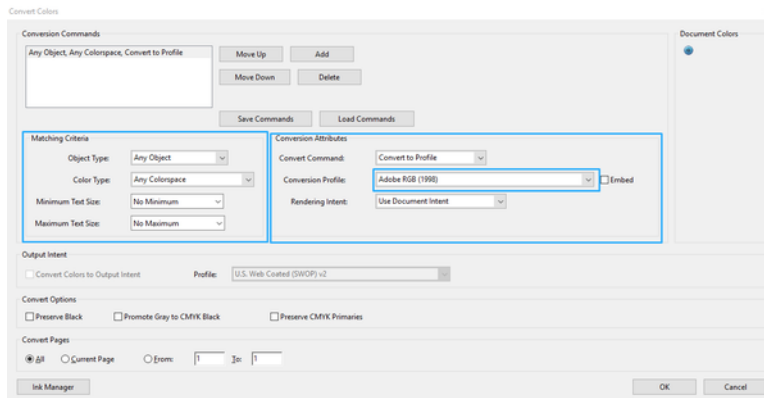 Convert Colors
Conversion Commands
Document Colors
Any Object, Any Colorspace, Convert to Profile
Move Up
Add
Move Down
Delete
Save Commands
Load Commands
Matching Criteria
Conversion Attributes
Object Type: Any Object
Convert Command: Convert to Profile
Color Type: Any Colorspace
Conversion Profile: Adobe RGB (1998) Embed
Minimum Text Size: No Minimum
Rendering Intent: Use Document Intent
Maximum Text Size: No Maximum
Output Intent
Convert Colors to Output Intent Profile: U.S. Web Coated (SWOP) v2
Convert Options
Preserve Black Promote Gray to CMYK Black Preserve CMYK Primaries
Convert Pages
All Current Page From: 1 To: 1
Ink Manager OK Cancel